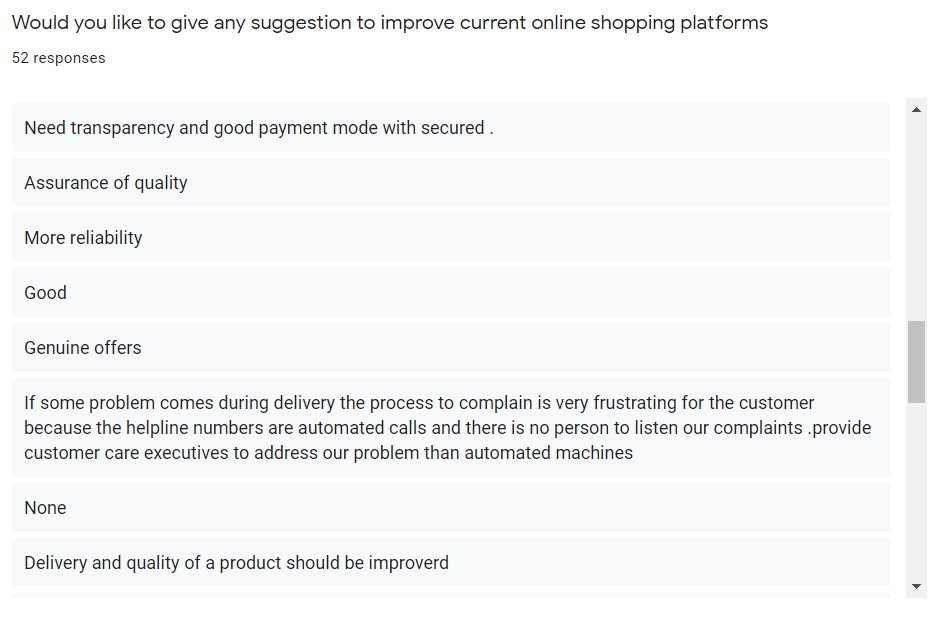 Would you like to give any suggestion to improve current online shopping platforms
52 responses
Need transparency and good payment mode with secured .
Assurance of quality
More reliability
Good
Genuine offers
If some problem comes during delivery the process to complain is very frustrating for the customer
because the helpline numbers are automated calls and there is no person to listen our complaints .provide
customer care executives to address our problem than automated machines
None
Delivery and quality of a product should be improverd